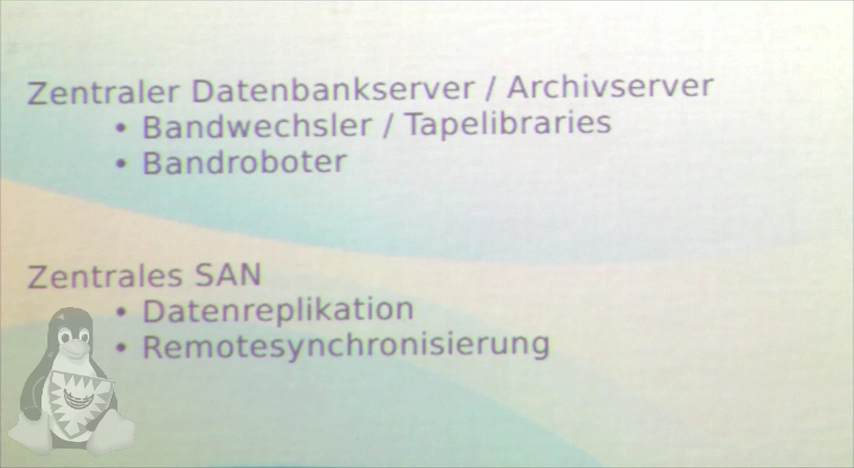 Zentraler Datenbankserver / Archivserver
• Bandwechsler / Tapelibraries
• Bandroboter
Zentrales SAN
• Datenreplikation
• Remotesynchronisierung